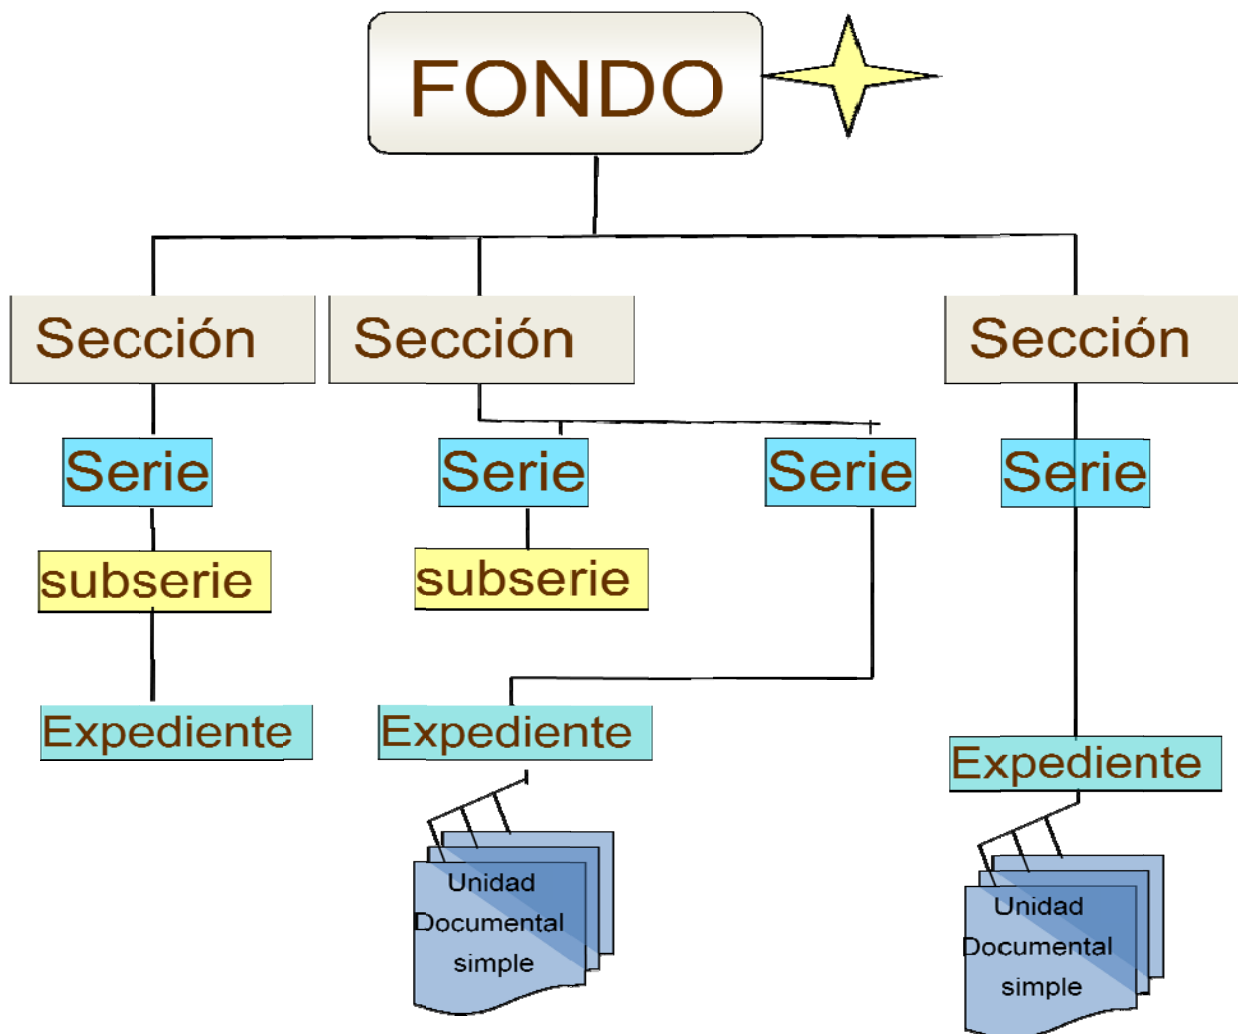 FONDO
Sección
Sección
Sección
Serie
Serie
Serie
Serie
subserie
subserie
Expediente
Expediente
Expediente
Unidad
Documental
simple
Unidad
Documental
simple